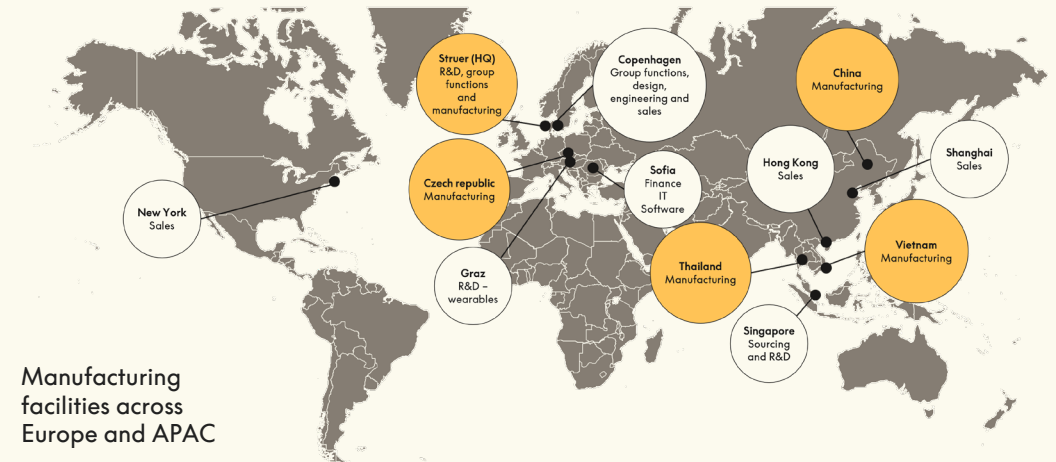 Struer (HQ)
R&D, group
functions
and
manufacturing
Copenhagen
Group functions,
design,
engineering and
sales
China
Manufacturing
Czech republic
Manufacturing
Sofia
Finance
IT
Software
Hong Kong
Sales
Shanghai
Sales
New York
Sales
Graz
R&D –
wearables
Thailand
Manufacturing
Vietnam
Manufacturing
Singapore
Sourcing
and R&D
Manufacturing
facilities across
Europe and APAC